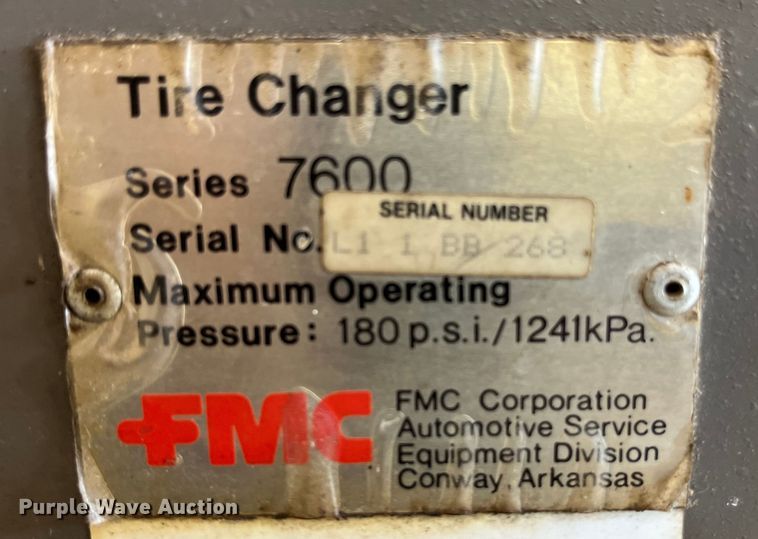 Tire Changer
Series 7600
SERIAL NUMBER
Serial No. L1 1 BB 268
Maximum Operating
Pressure: 180 p.s.i./1241kPa.
FMC
FMC Corporation
Automotive Service
Equipment Division
Conway, Arkansas
Purple Wave Auction